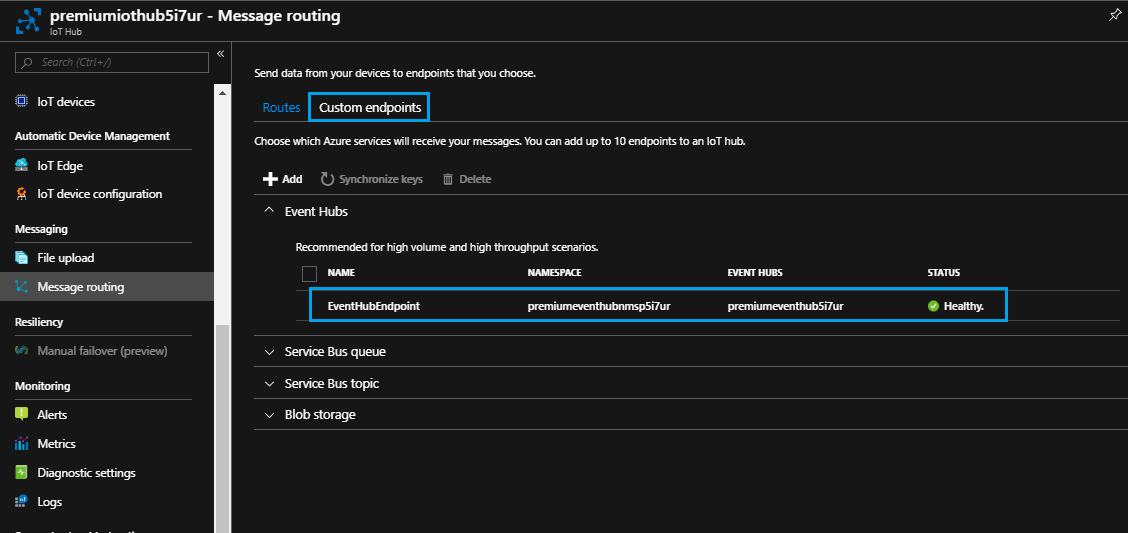 premiumiothub5i7ur - Message routing
IoT Hub
Search (Ctrl+/)
IoT devices
Automatic Device Management
IoT Edge
IoT device configuration
Messaging
File upload
Message routing
Resiliency
Manual failover (preview)
Monitoring
Alerts
Metrics
Diagnostic settings
Logs
Send data from your devices to endpoints that you choose.
Routes Custom endpoints
Choose which Azure services will receive your messages. You can add up to 10 endpoints to an IoT hub.
Add Synchronize keys Delete
Event Hubs
Recommended for high volume and high throughput scenarios.
NAME NAMESPACE EVENT HUBS STATUS
EventHubEndpoint premiumeventhubnmsp5i7ur premiumeventhub5i7ur Healthy.
Service Bus queue
Service Bus topic
Blob storage